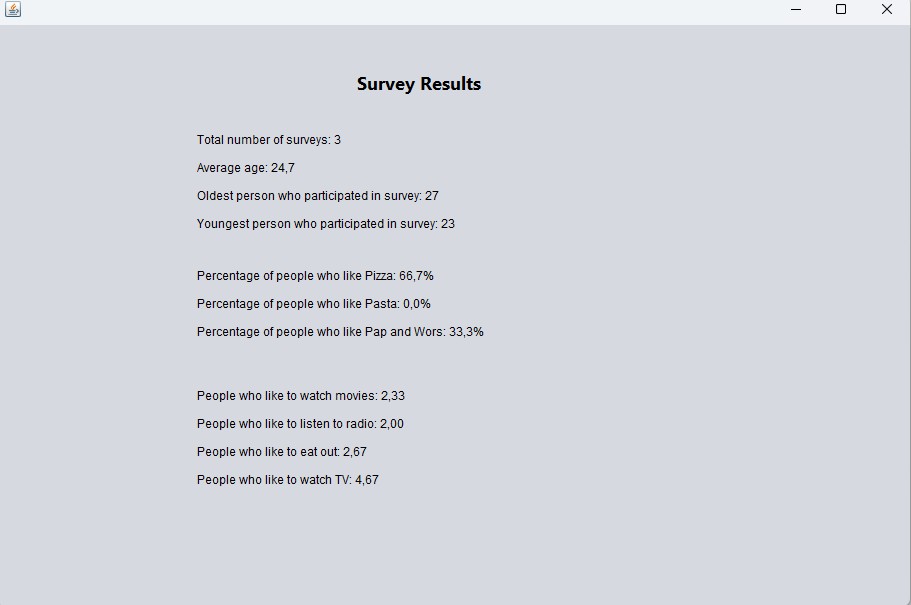 Survey Results
Total number of surveys: 3
Average age: 24,7
Oldest person who participated in survey: 27
Youngest person who participated in survey: 23
Percentage of people who like Pizza: 66,7%
Percentage of people who like Pasta: 0,0%
Percentage of people who like Pap and Wors: 33,3%
People who like to watch movies: 2,33
People who like to listen to radio: 2,00
People who like to eat out: 2,67
People who like to watch TV: 4,67